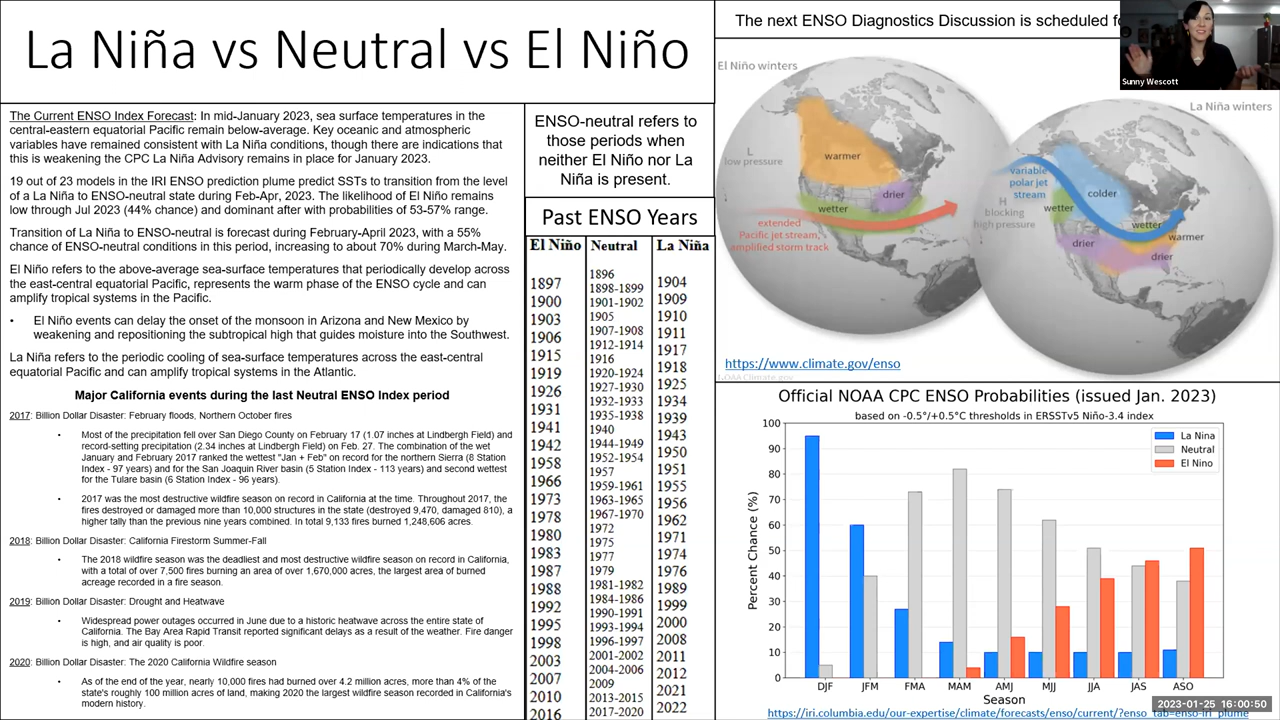 La Niña vs Neutral vs El Niño
The Current ENSO Index Forecast: In mid-January 2023, sea surface temperatures in the
central-eastern equatorial Pacific remain below-average. Key oceanic and atmospheric
variables have remained consistent with La Niña conditions, though there are indications that
this is weakening the CPC La Niña Advisory remains in place for January 2023.
19 out of 23 models in the IRI ENSO prediction plume predict SSTs to transition from the level
of a La Niña to ENSO-neutral state during Feb-Apr, 2023. The likelihood of El Niño remains
low through Jul 2023 (44% chance) and dominant after with probabilities of 53-57% range.
Transition of La Niña to ENSO-neutral is forecast during February-April 2023, with a 55%
chance of ENSO-neutral conditions in this period, increasing to about 70% during March-May.
El Niño refers to the above-average sea-surface temperatures that periodically develop across
the east-central equatorial Pacific, represents the warm phase of the ENSO cycle and can
amplify tropical systems in the Pacific.
• El Niño events can delay the onset of the monsoon in Arizona and New Mexico by
weakening and repositioning the subtropical high that guides moisture into the Southwest.
La Niña refers to the periodic cooling of sea-surface temperatures across the east-central
equatorial Pacific and can amplify tropical systems in the Atlantic.
Major California events during the last Neutral ENSO Index period
2017: Billion Dollar Disaster: February floods, Northern October fires
• Most of the precipitation fell over San Diego County on February 17 (1.07 inches at Lindbergh Field) and
record-setting precipitation (2.34 inches at Lindbergh Field) on Feb. 27. The combination of the wet
January and February 2017 ranked the wettest "Jan + Feb" on record for the northern Sierra (8 Station
Index - 97 years) and for the San Joaquin River basin (5 Station Index - 113 years) and second wettest
for the Tulare basin (6 Station Index - 96 years).
• 2017 was the most destructive wildfire season on record in California at the time. Throughout 2017, the
fires destroyed or damaged more than 10,000 structures in the state (destroyed 9,470, damaged 810), a
higher tally than the previous nine years combined. In total 9,133 fires burned 1,248,606 acres.
2018: Billion Dollar Disaster: California Firestorm Summer-Fall
• The 2018 wildfire season was the deadliest and most destructive wildfire season on record in California,
with a total of over 7,500 fires burning an area of over 1,670,000 acres, the largest area of burned
acreage recorded in a fire season.
2019: Billion Dollar Disaster: Drought and Heatwave
• Widespread power outages occurred in June due to a historic heatwave across the entire state of
California. The Bay Area Rapid Transit reported significant delays as a result of the weather. Fire danger
is high, and air quality is poor.
2020: Billion Dollar Disaster: The 2020 California Wildfire season
• As of the end of the year, nearly 10,000 fires had burned over 4.2 million acres, more than 4% of the
state's roughly 100 million acres of land, making 2020 the largest wildfire season recorded in California's
modern history.
ENSO-neutral refers to
those periods when
neither El Niño nor La
Niña is present.
Past ENSO Years
El Niño
1897
1900
1903
1906
1915
1919
1926
1931
1941
1942
1958
1966
1973
1978
1980
1983
1987
1988
1992
1995
1998
2003
2007
2010
2016
Neutral
1896
1898-1899
1901-1902
1905
1907-1908
1912-1914
1916
1920-1924
1927-1930
1932-1933
1935-1938
1940
1944-1949
1952-1954
1957
1959-1961
1963-1965
1967-1970
1972
1975
1977
1979
1981-1982
1984-1986
1990-1991
1993-1994
1996-1997
2001-2002
2004-2006
2009
2013-2015
2017-2020
La Niña
1904
1909
1910
1911
1917
1918
1925
1934
1939
1943
1950
1951
1955
1956
1962
1971
1974
1976
1989
1999
2000
2008
2011
2012
2021
2022
The next ENSO Diagnostics Discussion is scheduled
Sunny Wescott
El Niño winters
L
low pressure
warmer
drier
wetter
extended
Pacific jet stream,
amplified storm track
La Niña winters
variable
polar jet
stream
H
blocking
high pressure
colder
wetter
wetter
drier
warmer
drier
https://www.climate.gov/enso
NOAA Climate.gov
Official NOAA CPC ENSO Probabilities (issued Jan. 2023)
based on -0.5°/+0.5°C thresholds in ERSSTv5 Niño-3.4 index
La Nina
Neutral
El Nino
Percent Chance (%)
100
90
80
70
60
50
40
30
20
10
0
DJF JFM FMA MAM AMJ MJJ JJA JAS ASO
Season
2023-01-25 16:00:50
https://iri.columbia.edu/our-expertise/climate/forecasts/enso/current/?enso_tab=enso-iri_plume